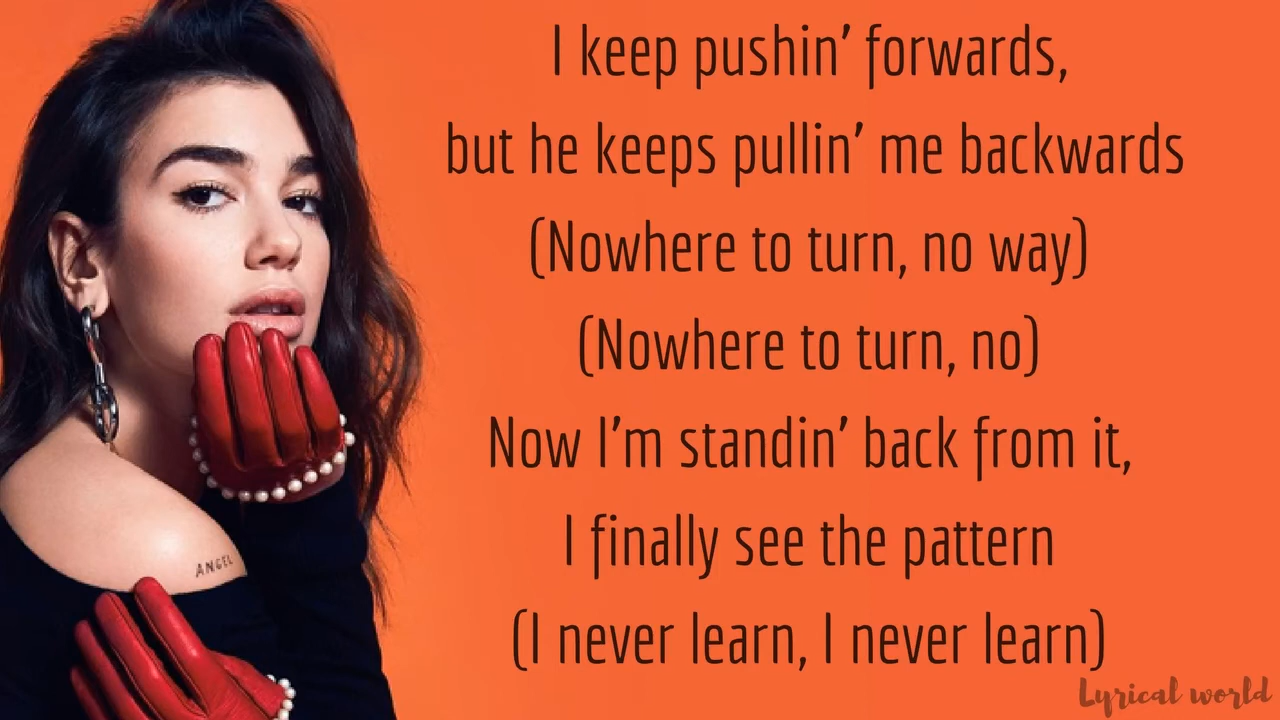 I keep pushin' forwards,
but he keeps pullin' me backwards
(Nowhere to turn, no way)
(Nowhere to turn, no)
Now I'm standin' back from it,
I finally see the pattern
(I never learn, I never learn)
ANGEL
Lyrical world